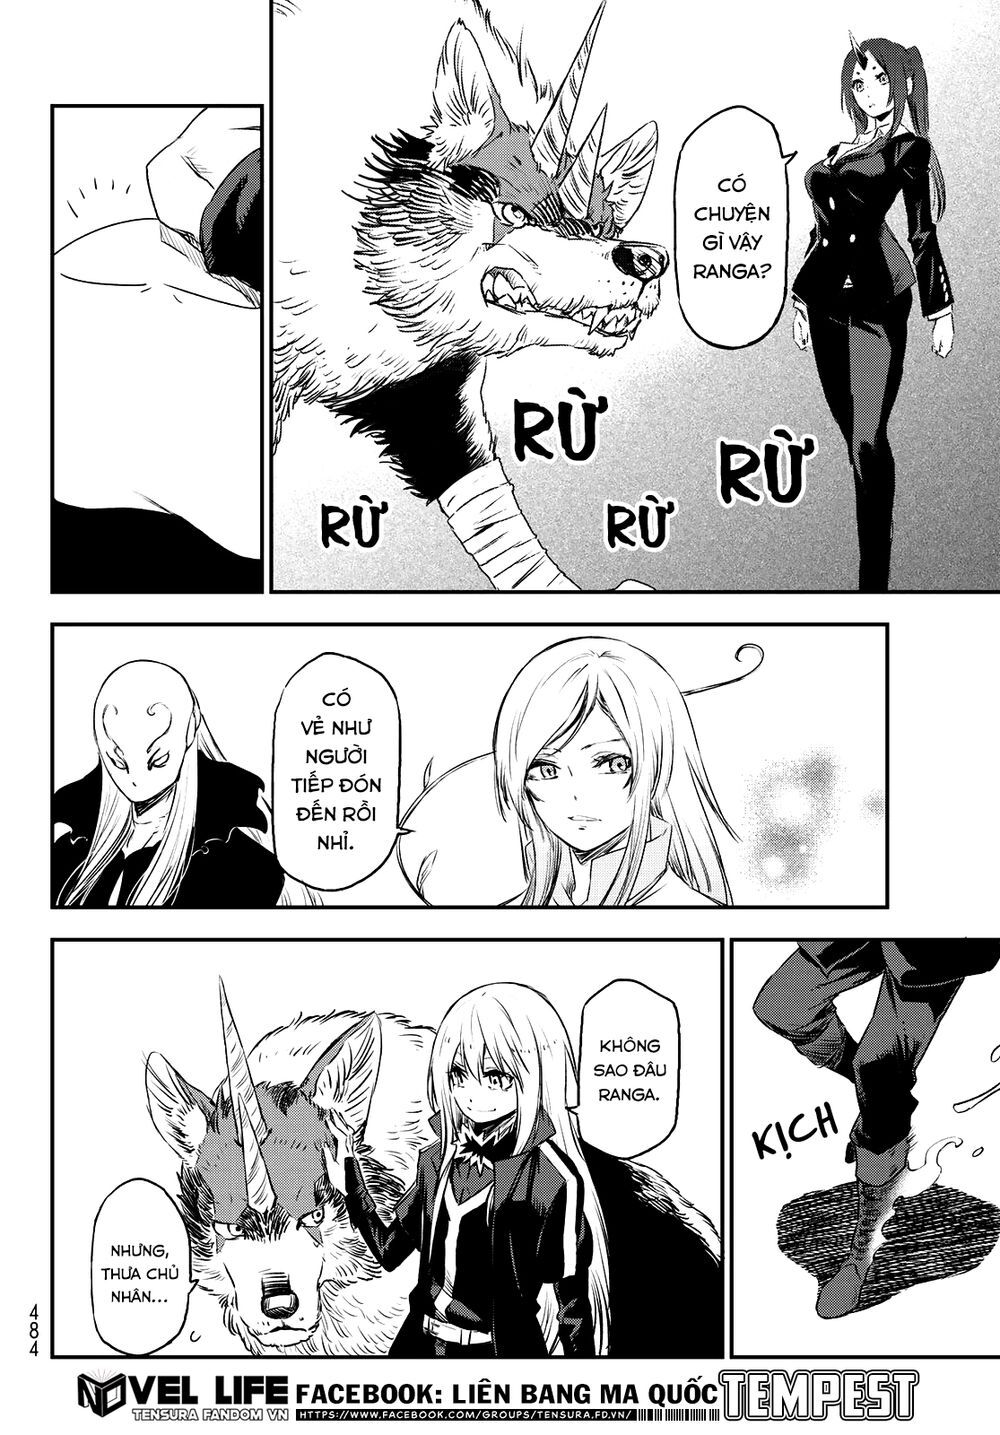 CÓ
CHUYỆN
GÌ VẬY
RANGA?
RỪ
RỪ
RỪ
RỪ
CÓ
VẺ NHƯ
NGƯỜI
TIẾP ĐÓN
ĐẾN RỒI
NHỈ.
KHÔNG
SAO ĐÂU
RANGA.
NHƯNG,
THƯA CHỦ
NHÂN...
KỊCH
484
NOVEL LIFE
TENSURA FANDOM VN
FACEBOOK: LIÊN BANG MA QUỐC TEMPEST
HTTPS://WWW.FACEBOOK.COM/GROUPS/TENSURA.FD.VN/